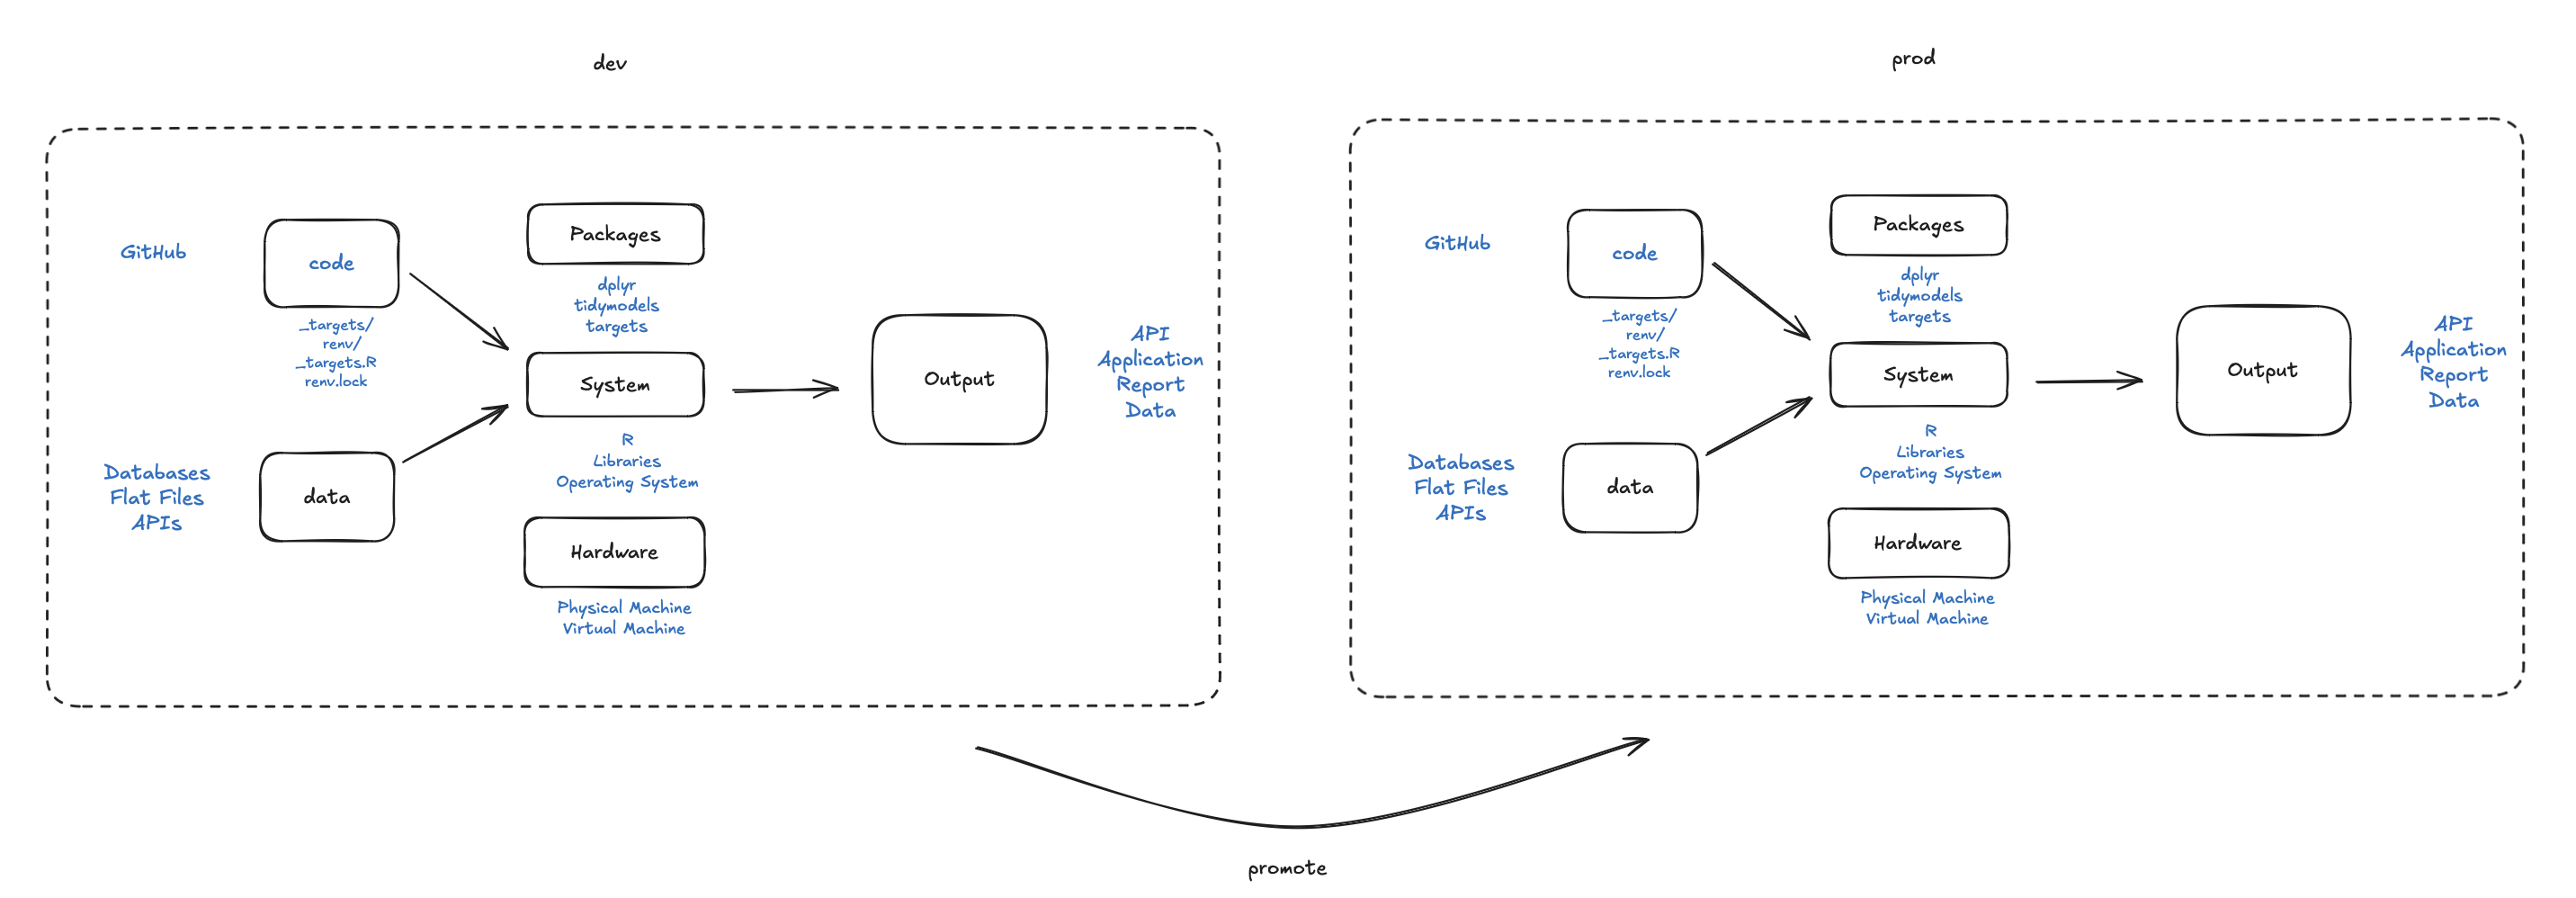 dev
GitHub
code
_targets/
renv/
_targets.R
renv.lock
Databases
Flat Files
APIs
data
Packages
dplyr
tidymodels
targets
System
R
Libraries
Operating System
Hardware
Physical Machine
Virtual Machine
Output
API
Application
Report
Data
prod
GitHub
code
_targets/
renv/
_targets.R
renv.lock
Databases
Flat Files
APIs
data
Packages
dplyr
tidymodels
targets
System
R
Libraries
Operating System
Hardware
Physical Machine
Virtual Machine
Output
API
Application
Report
Data
promote